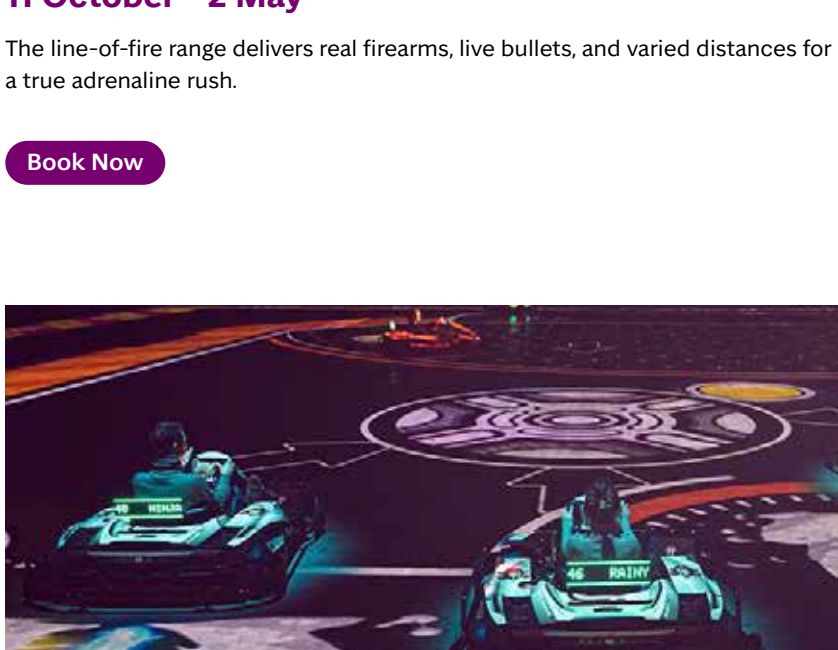 11 October - 2 May
The line-of-fire range delivers real firearms, live bullets, and varied distances for
a true adrenaline rush.
Book Now
46 RAINY